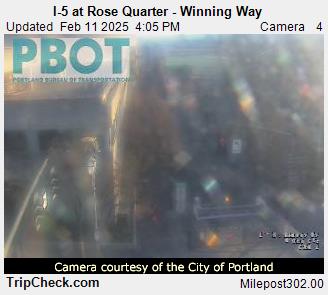 I-5 at Rose Quarter - Winning Way
Updated Feb 11 2025 4:05 PM Camera 4
PBOT
PORTLAND BUREAU OF TRANSPORTATION
Camera courtesy of the City of Portland
TripCheck.com Milepost302.00